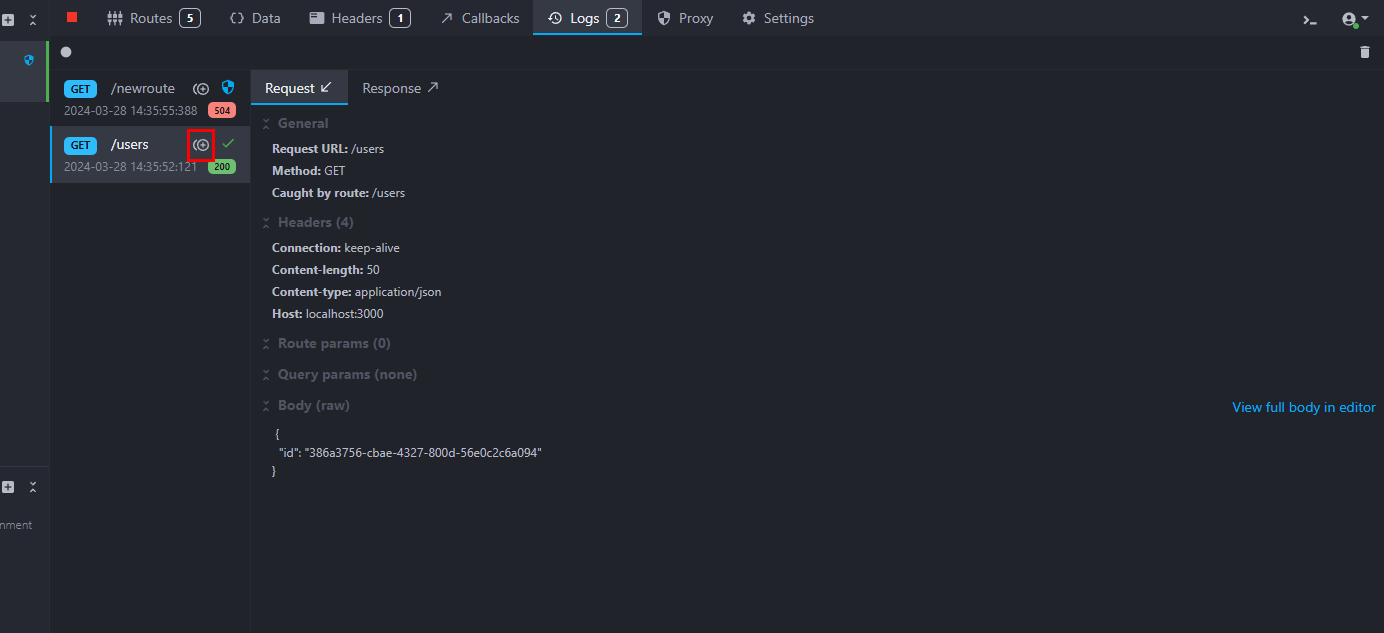 Routes 5 Data Headers 1 Callbacks Logs 2 Proxy Settings
GET /newroute
2024-03-28 14:35:55:388 504
GET /users
2024-03-28 14:35:52:121 200
Request Response
General
Request URL: /users
Method: GET
Caught by route: /users
Headers (4)
Connection: keep-alive
Content-length: 50
Content-type: application/json
Host: localhost:3000
Route params (0)
Query params (none)
Body (raw)
View full body in editor
{
"id": "386a3756-cbae-4327-800d-56e0c2c6a094"
}
nment